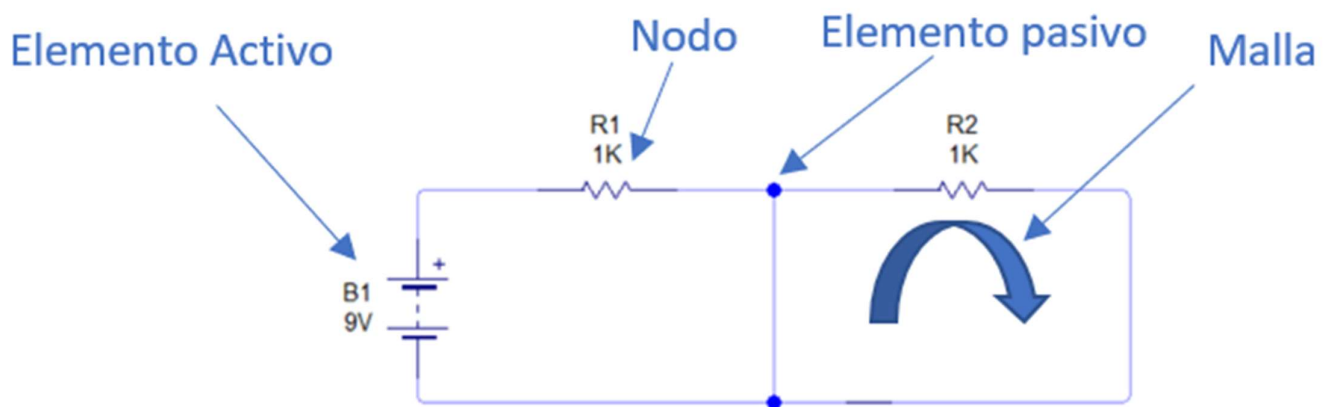 Elemento Activo
Nodo
Elemento pasivo
Malla
R1
1K
R2
1K
+
B1
9V